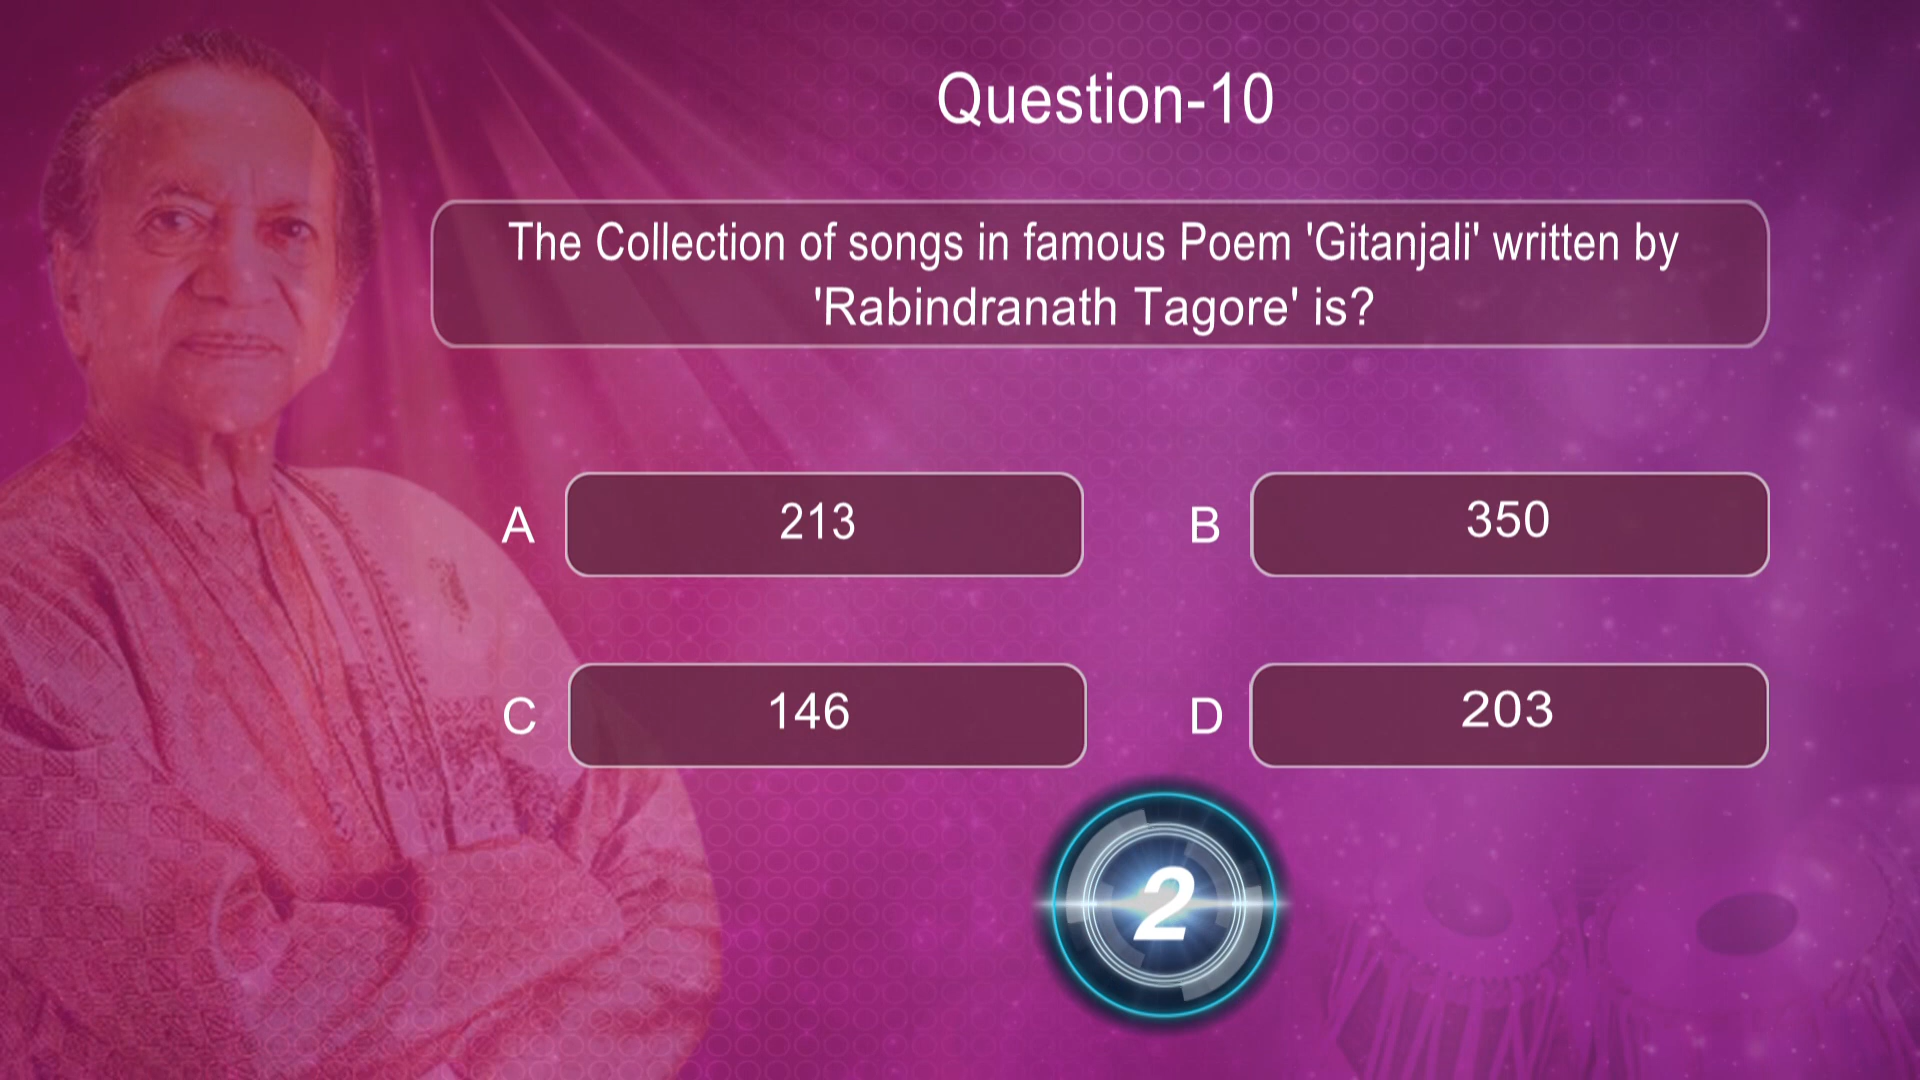 Question-10
The Collection of songs in famous Poem 'Gitanjali' written by
'Rabindranath Tagore' is?
A 213
B 350
C 146
D 203
2